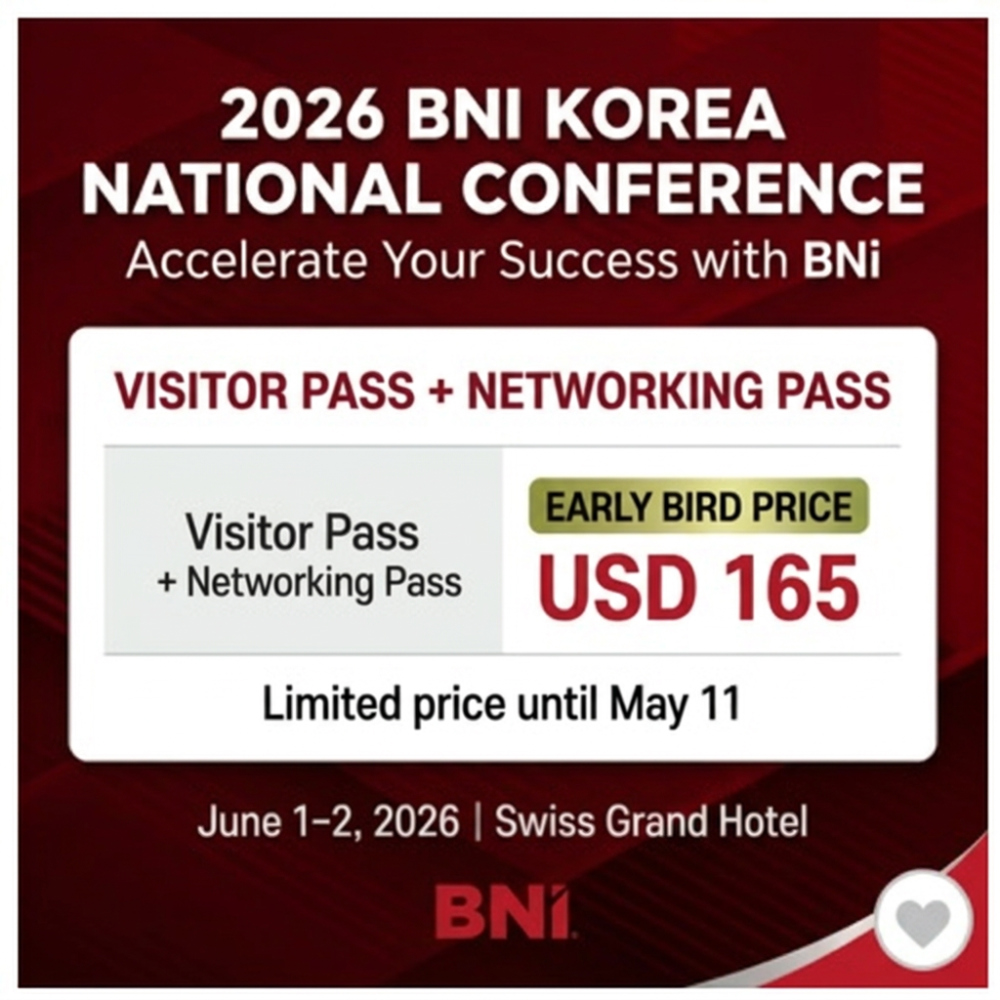 2026 BNI KOREA
NATIONAL CONFERENCE
Accelerate Your Success with BNi
VISITOR PASS + NETWORKING PASS
Visitor Pass
+ Networking Pass
EARLY BIRD PRICE
USD 165
Limited price until May 11
June 1–2, 2026 | Swiss Grand Hotel
BNi